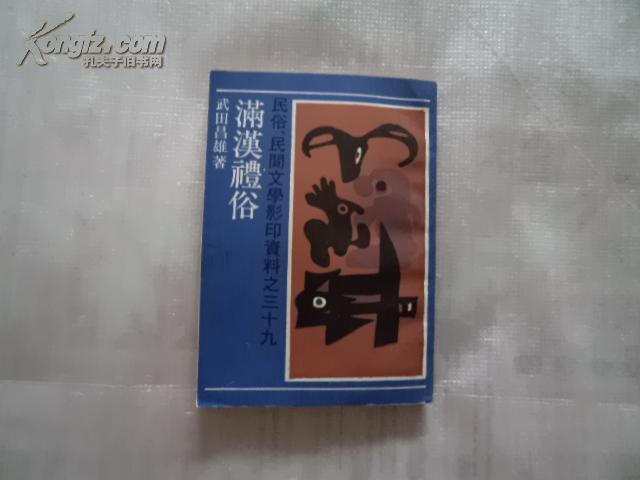 Kongfz.com
孔夫子旧书网
民俗、民間文學影印資料之三十九
滿漢禮俗
武田昌雄著